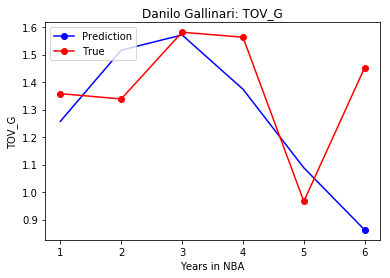 Danilo Gallinari: TOV_G
Prediction
True
TOV_G
1.6
1.5
1.4
1.3
1.2
1.1
1.0
0.9
1 2 3 4 5 6
Years in NBA